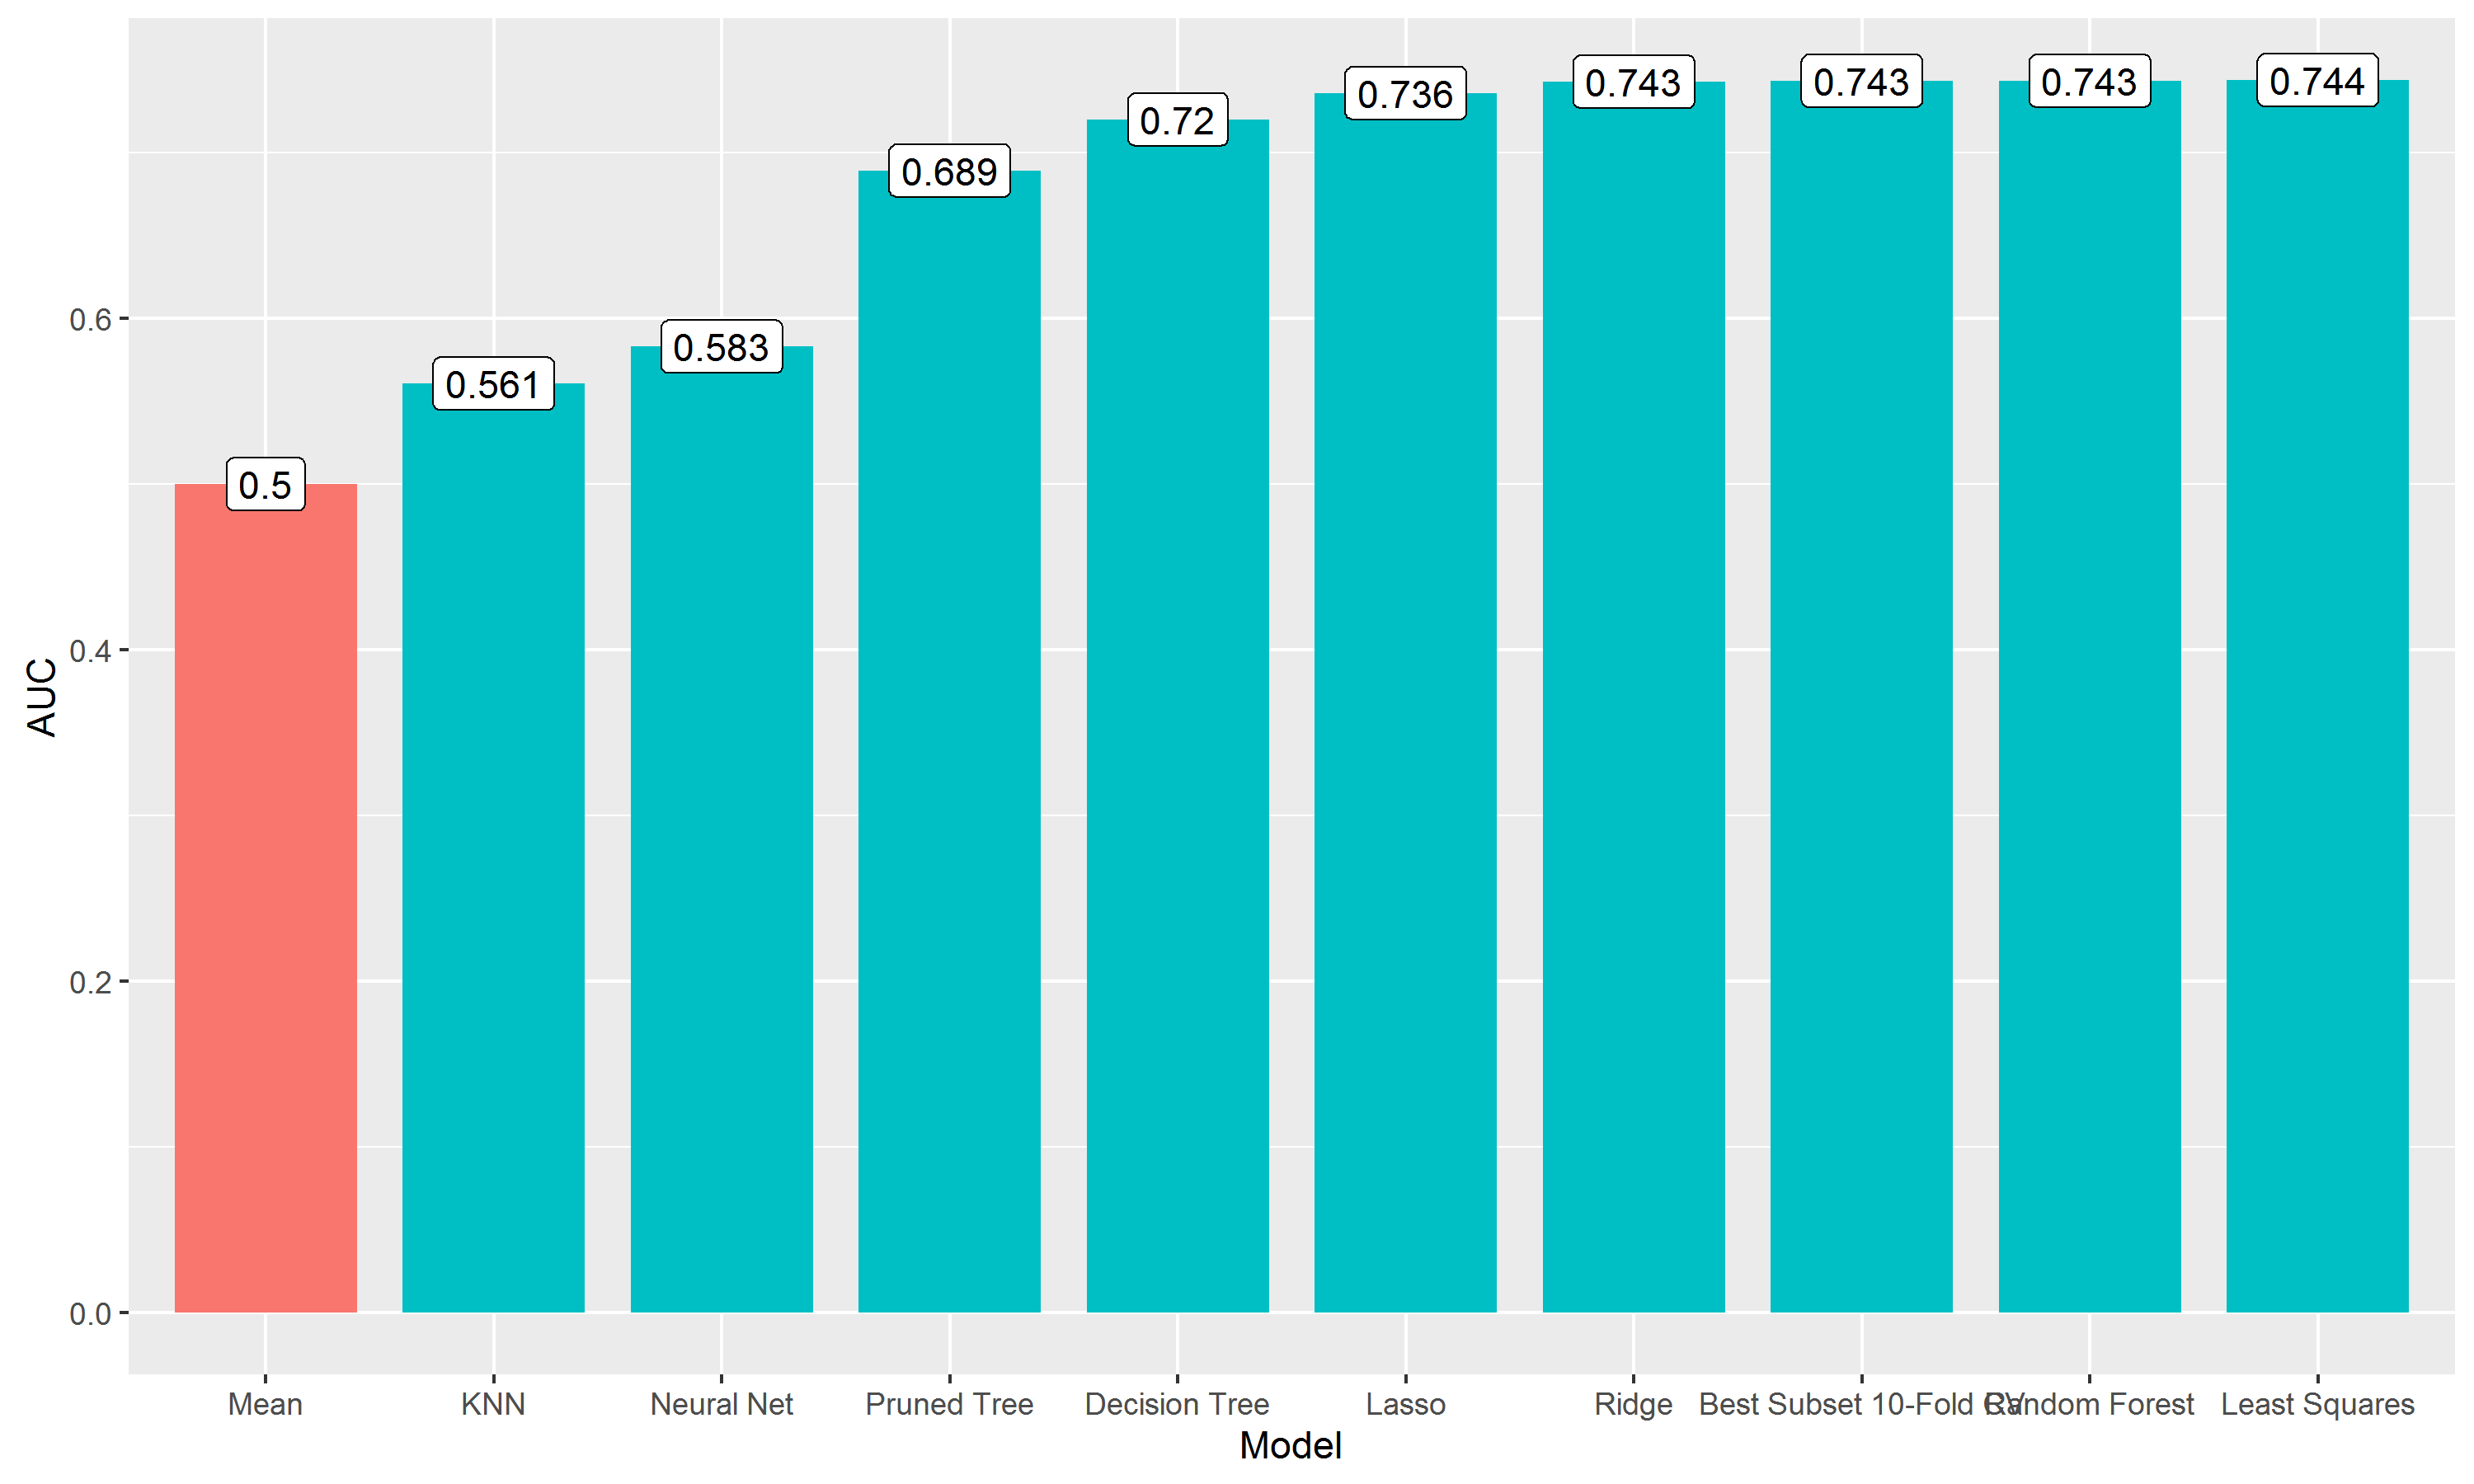 0.5
0.561
0.583
0.689
0.72
0.736
0.743
0.743
0.743
0.744
0.6
0.4
0.2
0.0
AUC
Mean
KNN
Neural Net
Pruned Tree
Decision Tree
Lasso
Ridge
Best Subset 10-Fold CV
Random Forest
Least Squares
Model